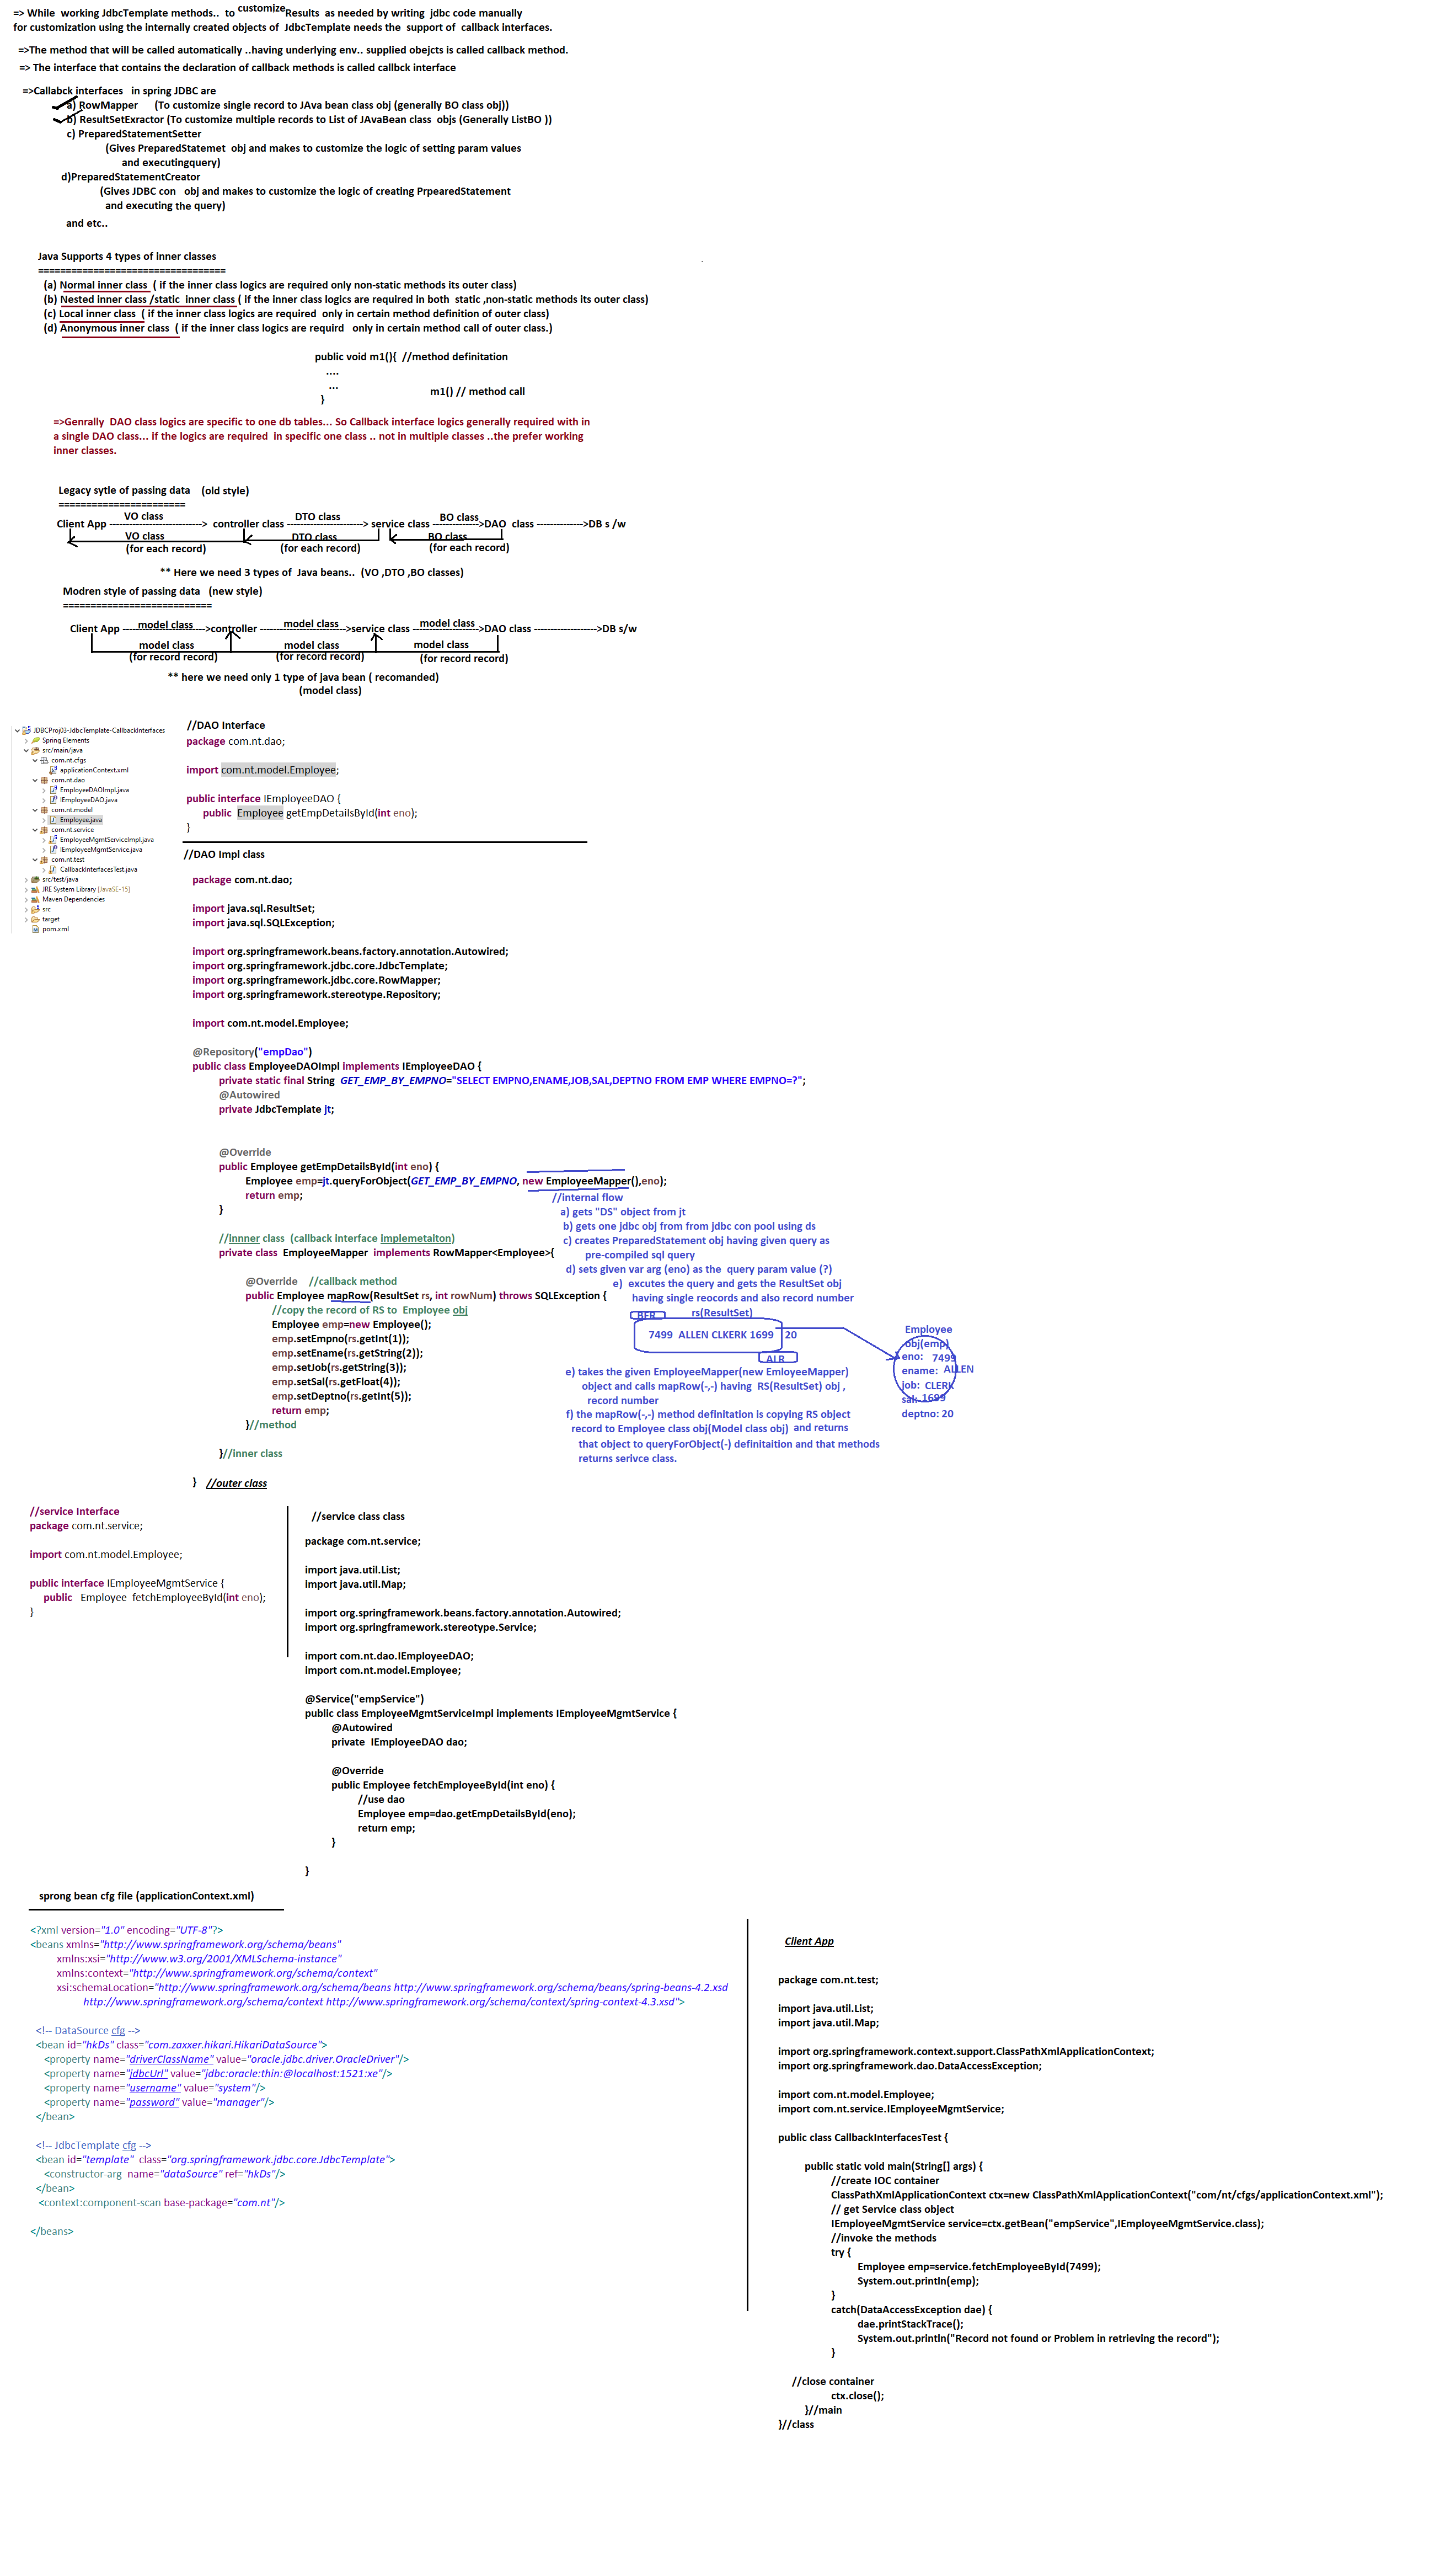 => While  working JdbcTemplate methods..  to customize Results  as needed by writing  jdbc code manually
for customization using the internally created objects of  JdbcTemplate needs the  support of  callback interfaces.
=>The method that will be called automatically ..having underlying env.. supplied obejcts is called callback method.
=> The interface that contains the declaration of callback methods is called callbck interface
=>Callabck interfaces   in spring JDBC are
a) RowMapper      (To customize single record to JAva bean class obj (generally BO class obj))
b) ResultSetExractor (To customize multiple records to List of JAvaBean class  objs (Generally ListBO ))
c) PreparedStatementSetter
(Gives PreparedStatemet  obj and makes to customize the logic of setting param values
and executingquery)
d)PreparedStatementCreator
(Gives JDBC con   obj and makes to customize the logic of creating PrpearedStatement
and executing the query)
and etc..
Java Supports 4 types of inner classes
==================================
(a) Normal inner class  ( if the inner class logics are required only non-static methods its outer class)
(b) Nested inner class /static  inner class ( if the inner class logics are required in both  static ,non-static methods its outer class)
(c) Local inner class  ( if the inner class logics are required  only in certain method definition of outer class)
(d) Anonymous inner class  ( if the inner class logics are requird   only in certain method call of outer class.)
public void m1(){  //method definitation
....
...
m1() // method call
}
=>Genrally  DAO class logics are specific to one db tables... So Callback interface logics generally required with in
a single DAO class... if the logics are required  in specific one class .. not in multiple classes ..the prefer working
inner classes.
Legacy sytle of passing data    (old style)
=======================
VO class DTO class BO class
Client App ----------------------------->  controller class ------------------------> service class --------------->DAO  class -------------->DB s /w
VO class DTO class BO class
(for each record) (for each record) (for each record)
** Here we need 3 types of  Java beans..  (VO ,DTO ,BO classes)
Modren style of passing data   (new style)
===========================
model class model class model class
Client App -------------------------->controller --------------------------->service class ---------------->DAO class -------------------->DB s/w
model class model class model class
(for record record) (for record record) (for record record)
** here we need only 1 type of java bean ( recomanded)
(model class)
JDBCProj03-JdbcTemplate-CallbackInterfaces
Spring Elements
src/main/java
com.nt.cfgs
applicationContext.xml
com.nt.dao
EmployeeDAOImpl.java
IEmployeeDAO.java
com.nt.model
Employee.java
com.nt.service
EmployeeMgmtServiceImpl.java
IEmployeeMgmtService.java
com.nt.test
CallbackInterfacesTest.java
src/test/java
JRE System Library [JavaSE-15]
Maven Dependencies
src
target
pom.xml
//DAO Interface
package com.nt.dao;
import com.nt.model.Employee;
public interface IEmployeeDAO {
public  Employee getEmpDetailsById(int eno);
}
//DAO Impl class
package com.nt.dao;
import java.sql.ResultSet;
import java.sql.SQLException;
import org.springframework.beans.factory.annotation.Autowired;
import org.springframework.jdbc.core.JdbcTemplate;
import org.springframework.jdbc.core.RowMapper;
import org.springframework.stereotype.Repository;
import com.nt.model.Employee;
@Repository("empDao")
public class EmployeeDAOImpl implements IEmployeeDAO {
private static final String  GET_EMP_BY_EMPNO="SELECT EMPNO,ENAME,JOB,SAL,DEPTNO FROM EMP WHERE EMPNO=?";
@Autowired
private JdbcTemplate jt;
@Override
public Employee getEmpDetailsById(int eno) {
Employee emp=jt.queryForObject(GET_EMP_BY_EMPNO, new EmployeeMapper(),eno);
return emp;
}
//innner class  (callback interface implemetaiton)
private class  EmployeeMapper  implements RowMapper<Employee>{
@Override    //callback method
public Employee mapRow(ResultSet rs, int rowNum) throws SQLException {
//copy the record of RS to  Employee obj
Employee emp=new Employee();
emp.setEmpno(rs.getInt(1));
emp.setEname(rs.getString(2));
emp.setJob(rs.getString(3));
emp.setSal(rs.getFloat(4));
emp.setDeptno(rs.getInt(5));
return emp;
}//method
}//inner class
}   //outer class
//internal flow
a) gets "DS" object from jt
b) gets one jdbc obj from from jdbc con pool using ds
c) creates PreparedStatement obj having given query as
pre-compiled sql query
d) sets given var arg (eno) as the  query param value (?)
e)  excutes the query and gets the ResultSet obj
having single reocords and also record number
BFR rs(ResultSet)
7499  ALLEN CLKERK 1699 20
ALR
Employee
obj(emp)
eno: 7499
ename: ALLEN
job: CLERK
sal: 1699
deptno: 20
e) takes the given EmployeeMapper(new EmloyeeMapper)
object and calls mapRow(-,-) having  RS(ResultSet) obj ,
record number
f) the mapRow(-,-) method definition is copying RS object
record to Employee class obj(Model class obj)  and returns
that object to queryForObject(-) definitaition and that methods
returns serivce class.
//service Interface
package com.nt.service;
import com.nt.model.Employee;
public interface IEmployeeMgmtService {
public   Employee  fetchEmployeeById(int eno);
}
//service class class
package com.nt.service;
import java.util.List;
import java.util.Map;
import org.springframework.beans.factory.annotation.Autowired;
import org.springframework.stereotype.Service;
import com.nt.dao.IEmployeeDAO;
import com.nt.model.Employee;
@Service("empService")
public class EmployeeMgmtServiceImpl implements IEmployeeMgmtService {
@Autowired
private  IEmployeeDAO dao;
@Override
public Employee fetchEmployeeById(int eno) {
//use dao
Employee emp=dao.getEmpDetailsById(eno);
return emp;
}
}
sprong bean cfg file (applicationContext.xml)
<?xml version="1.0" encoding="UTF-8"?>
<beans xmlns="http://www.springframework.org/schema/beans"
xmlns:xsi="http://www.w3.org/2001/XMLSchema-instance"
xmlns:context="http://www.springframework.org/schema/context"
xsi:schemaLocation="http://www.springframework.org/schema/beans http://www.springframework.org/schema/beans/spring-beans-4.2.xsd
http://www.springframework.org/schema/context http://www.springframework.org/schema/context/spring-context-4.3.xsd">
<!-- DataSource cfg -->
<bean id="hkDs" class="com.zaxxer.hikari.HikariDataSource">
<property name="driverClassName" value="oracle.jdbc.driver.OracleDriver"/>
<property name="jdbcUrl" value="jdbc:oracle:thin:@localhost:1521:xe"/>
<property name="username" value="system"/>
<property name="password" value="manager"/>
</bean>
<!-- JdbcTemplate cfg -->
<bean id="template"  class="org.springframework.jdbc.core.JdbcTemplate">
<constructor-arg  name="dataSource" ref="hkDs"/>
</bean>
<context:component-scan base-package="com.nt"/>
</beans>
Client App
package com.nt.test;
import java.util.List;
import java.util.Map;
import org.springframework.context.support.ClassPathXmlApplicationContext;
import org.springframework.dao.DataAccessException;
import com.nt.model.Employee;
import com.nt.service.IEmployeeMgmtService;
public class CallbackInterfacesTest {
public static void main(String[] args) {
//create IOC container
ClassPathXmlApplicationContext ctx=new ClassPathXmlApplicationContext("com/nt/cfgs/applicationContext.xml");
// get Service class object
IEmployeeMgmtService service=ctx.getBean("empService",IEmployeeMgmtService.class);
//invoke the methods
try {
Employee emp=service.fetchEmployeeById(7499);
System.out.println(emp);
}
catch(DataAccessException dae) {
dae.printStackTrace();
System.out.println("Record not found or Problem in retrieving the record");
}
//close container
ctx.close();
}//main
}//class